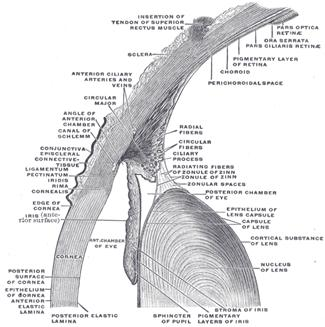 INSERTION OF
TENDON OF SUPERIOR
RECTUS MUSCLE
PARS OPTICA
RETINÆ
ORA SERRATA
PARS CILIARIS RETINÆ
PIGMENTARY LAYER
OF RETINA
CHOROID
PERICHOROIDAL SPACE
SCLERA
ANTERIOR CILIARY
ARTERIES AND
VEINS
CIRCULAR
MAJOR
ANGLE OF
ANTERIOR
CHAMBER
CANAL OF
SCHLEMM
CONJUNCTIVA
EPISCLERAL
CONNECTIVE-
TISSUE
LIGAMENTUM
PECTINATUM
IRIDIS
RIMA
CORNEALIS
EDGE OF
CORNEA
IRIS (ante-
rior surface)
RADIAL
FIBERS
CIRCULAR
FIBERS
CILIARY
PROCESS
RADIATING FIBERS
OF ZONULE OF ZINN
ZONULE OF ZINN
ZONULAR SPACES
POSTERIOR CHAMBER
OF EYE
EPITHELIUM OF
LENS CAPSULE
CAPSULE
OF LENS
CORTICAL SUBSTANCE
OF LENS
NUCLEUS
OF LENS
ANT. CHAMBER
OF EYE
CORNEA
POSTERIOR
SURFACE
OF CORNEA
EPITHELIUM
OF CORNEA
ANTERIOR
ELASTIC
LAMINA
POSTERIOR ELASTIC
LAMINA
SPHINCTER
OF PUPIL
STROMA OF IRIS
PIGMENTARY
LAYERS OF IRIS